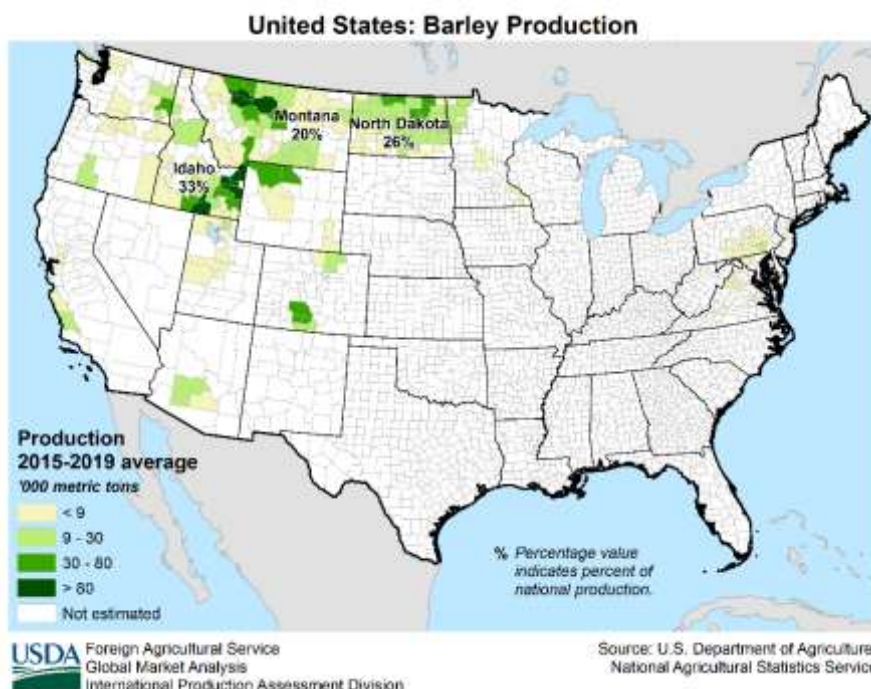 United States: Barley Production
Montana
20%
North Dakota
26%
Idaho
33%
Production
2015-2019 average
'000 metric tons
< 9
9 - 30
30 - 80
> 80
Not estimated
% Percentage value
indicates percent of
national production.
USDA
Foreign Agricultural Service
Global Market Analysis
International Production Assessment Division
Source: U.S. Department of Agriculture
National Agricultural Statistics Service